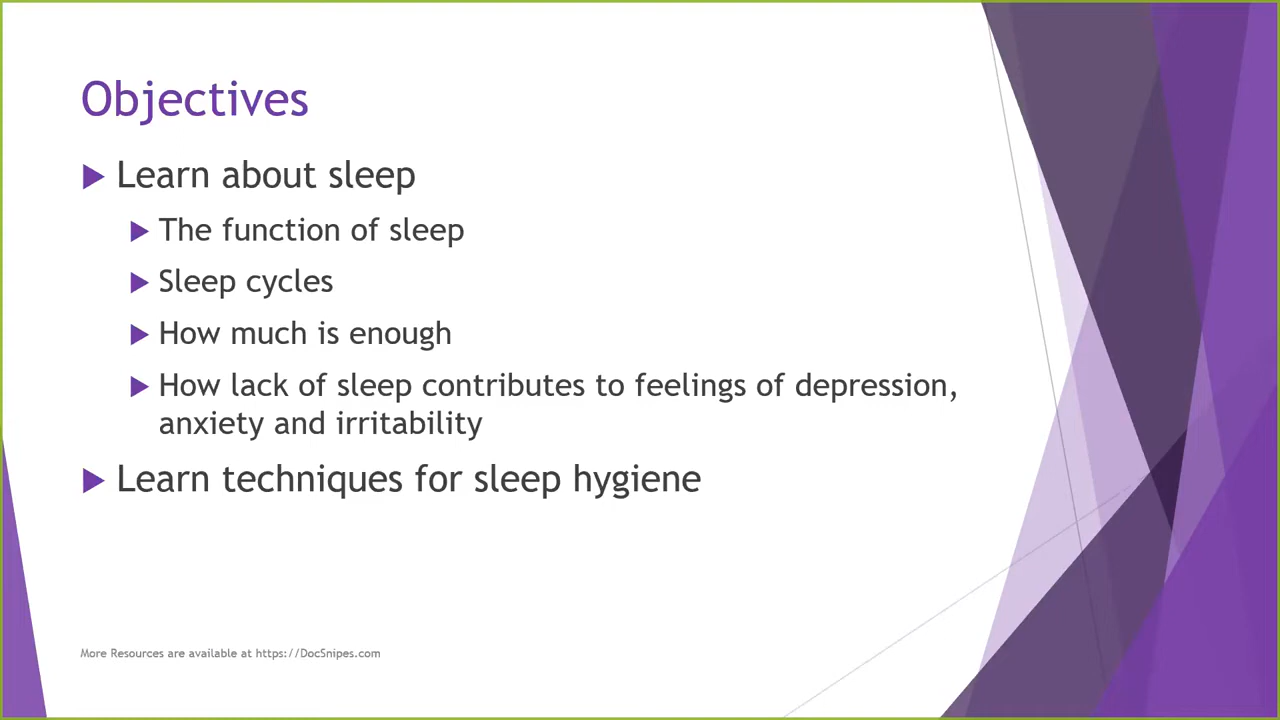 Objectives
Learn about sleep
The function of sleep
Sleep cycles
How much is enough
How lack of sleep contributes to feelings of depression,
anxiety and irritability
Learn techniques for sleep hygiene
More Resources are available at https://DocSnipes.com